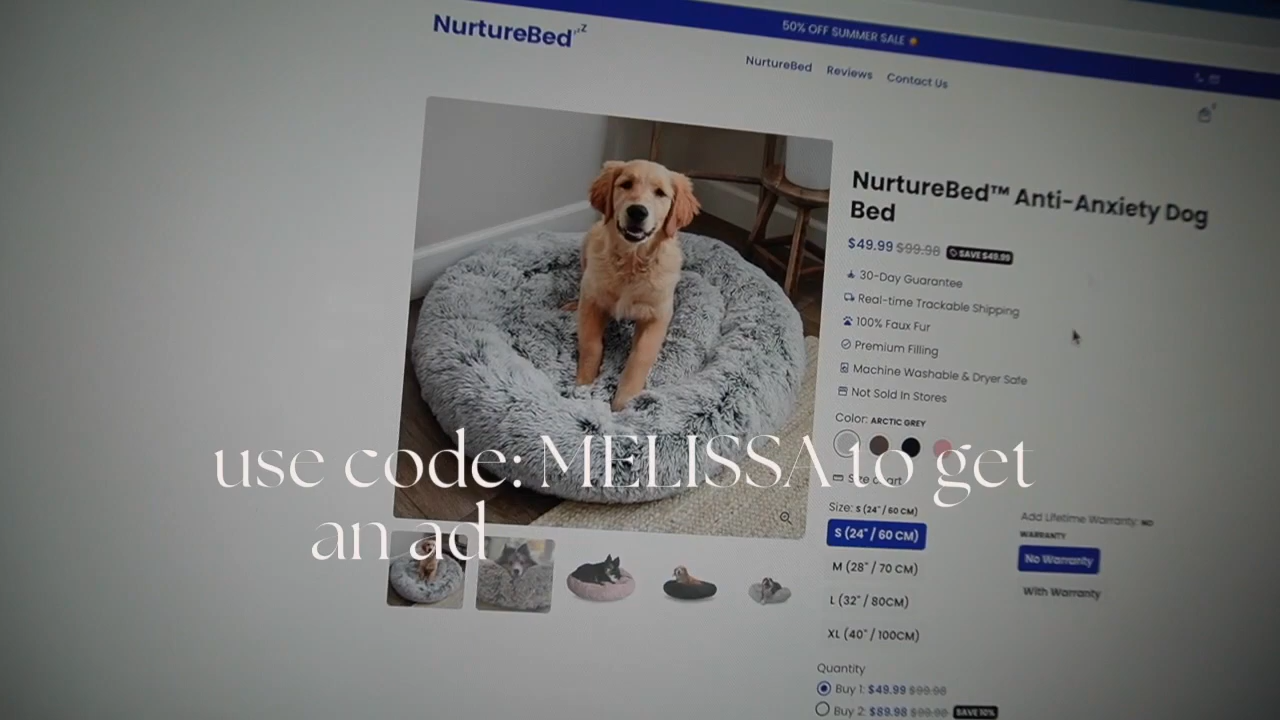 50% OFF SUMMER SALE
NurtureBed zz
NurtureBed Reviews Contact Us
NurtureBed™ Anti-Anxiety Dog
Bed
$49.99 $99.98 SAVE $49.99
30-Day Guarantee
Real-time Trackable Shipping
100% Faux Fur
Premium Filling
Machine Washable & Dryer Safe
Not Sold In Stores
Color: ARCTIC GREY
use code: MELISSA to get
an ad
Size chart
Size: S (24" / 60 CM)
S (24" / 60 CM)
M (28" / 70 CM)
L (32" / 80CM)
XL (40" / 100CM)
Add Lifetime Warranty: NO
WARRANTY
No Warranty
With Warranty
Quantity
Buy 1: $49.99 $99.98
Buy 2: $89.98 $99.98 SAVE 10%